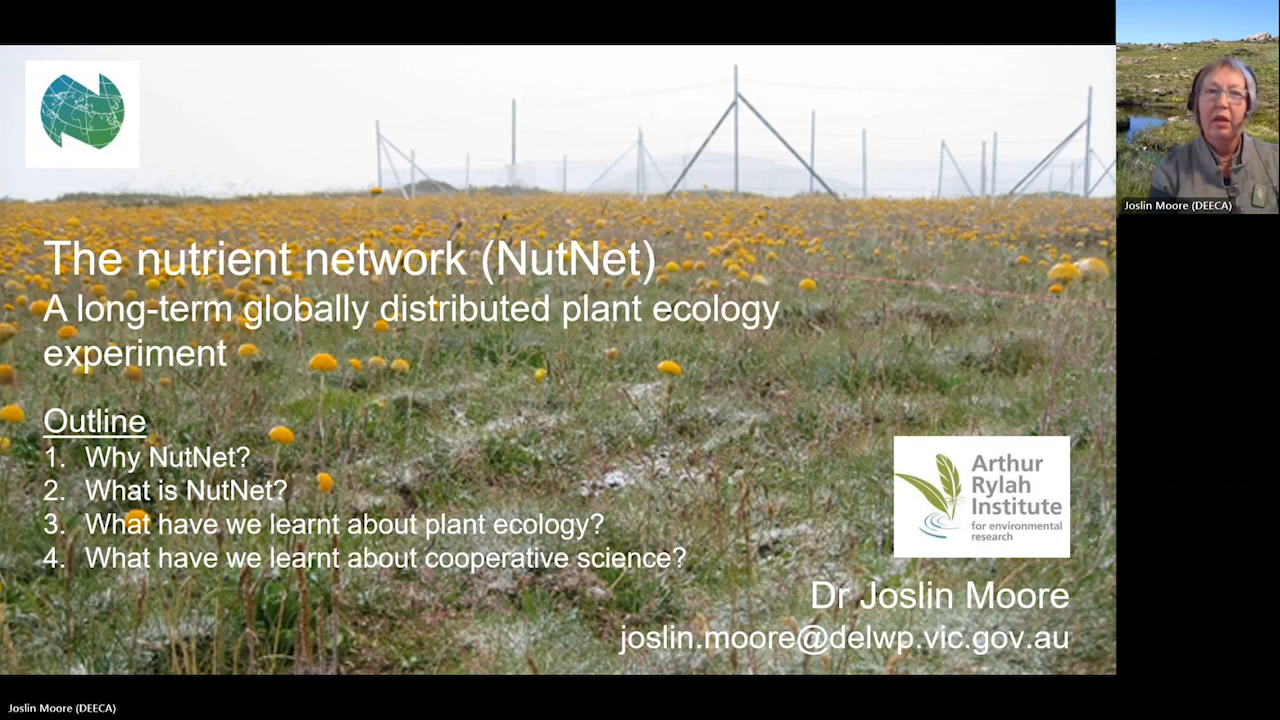 The nutrient network (NutNet)
A long-term globally distributed plant ecology
experiment
Outline
1. Why NutNet?
2. What is NutNet?
3. What have we learnt about plant ecology?
4. What have we learnt about cooperative science?
Arthur
Rylah
Institute
for environmental
research
Dr Joslin Moore
joslin.moore@delwp.vic.gov.au
Joslin Moore (DEECA)
Joslin Moore (DEECA)